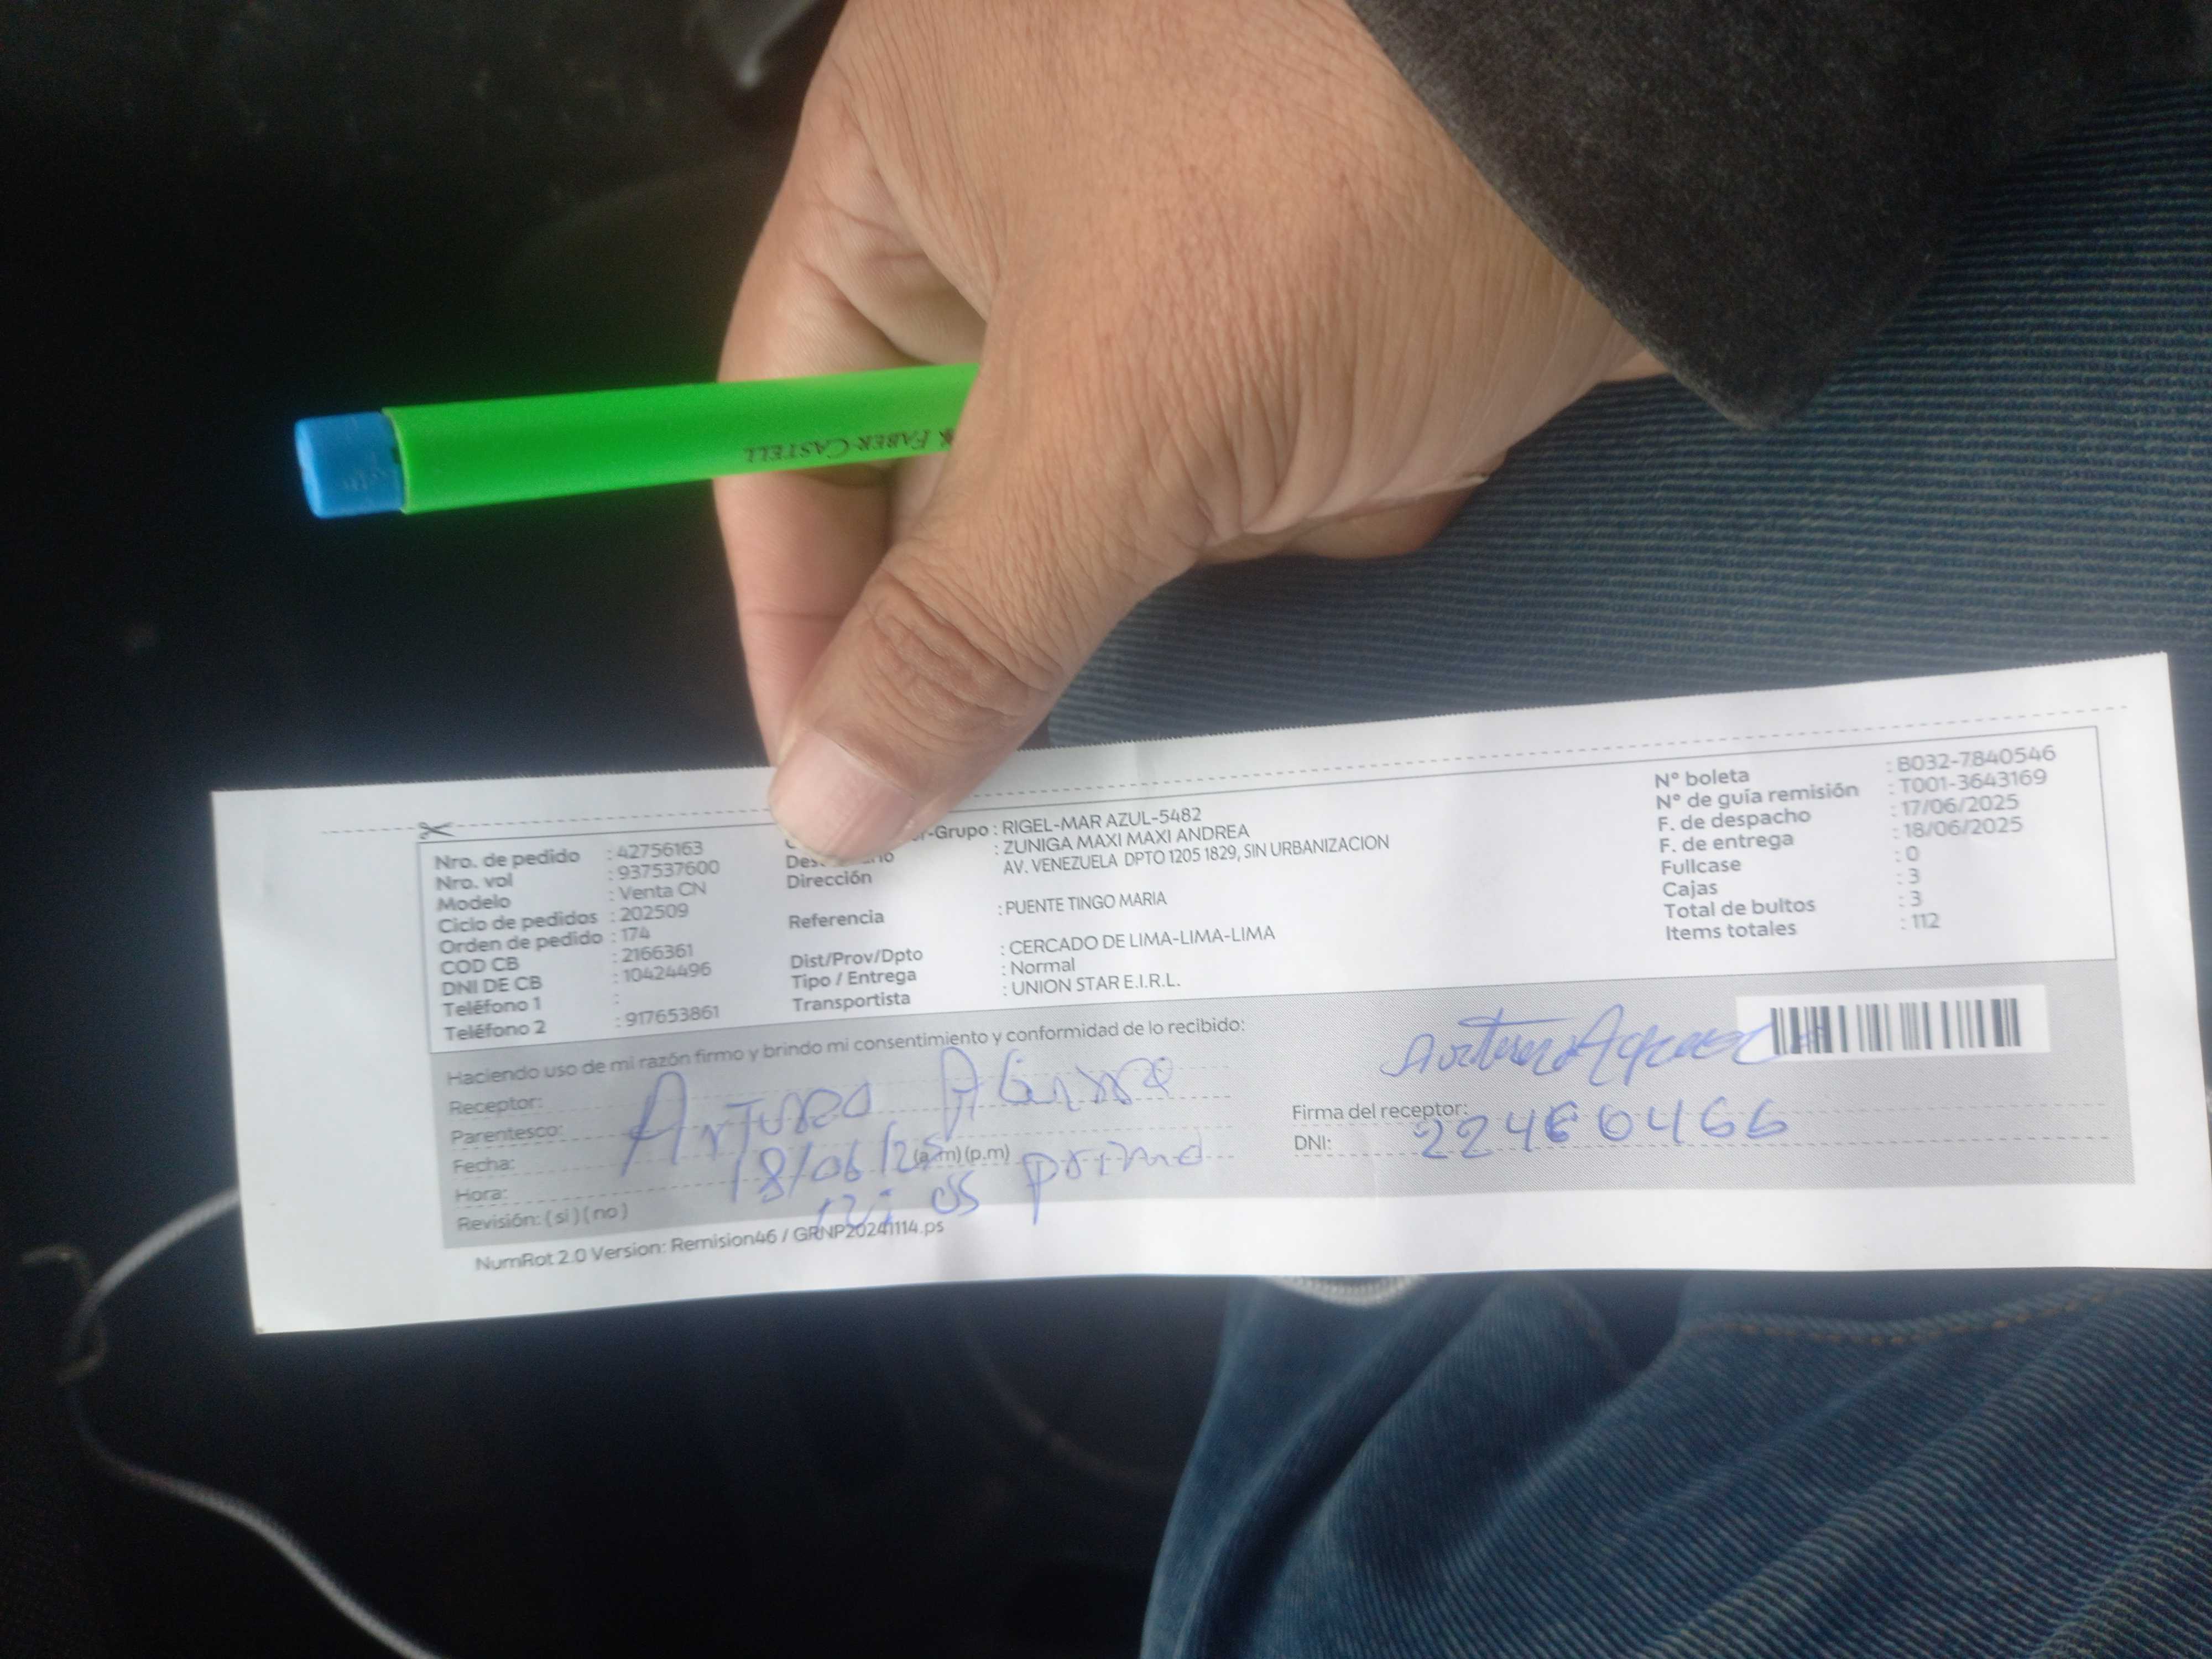 FABER-CASTELL
Nro. de pedido : 42756163
Nro. vol : 937537600
Modelo : Venta CN
Ciclo de pedidos : 202509
Orden de pedido : 174
COD CB : 2166361
DNI DE CB : 10424496
Teléfono 1 :
Teléfono 2 : 917653861
-Grupo : RIGEL-MAR AZUL-5482
: ZUNIGA MAXI MAXI ANDREA
Dirección AV. VENEZUELA DPTO 1205 1829, SIN URBANIZACION
Referencia : PUENTE TINGO MARIA
Dist/Prov/Dpto : CERCADO DE LIMA-LIMA-LIMA
Tipo / Entrega : Normal
Transportista : UNION STAR E.I.R.L.
N° boleta : B032-7840546
N° de guía remisión : T001-3643169
F. de despacho : 17/06/2025
F. de entrega : 18/06/2025
Fullcase : 0
Cajas : 3
Total de bultos : 3
Items totales : 112
Haciendo uso de mi razón firmo y brindo mi consentimiento y conformidad de lo recibido:
Receptor: Arturo
Parentesco: primo
Fecha: 18/06/25 (a.m) (p.m)
Hora:
Revisión: ( si ) ( no )
Firma del receptor:
DNI:
NumRot 2.0 Version: Remision46 / GRNP20241114.ps